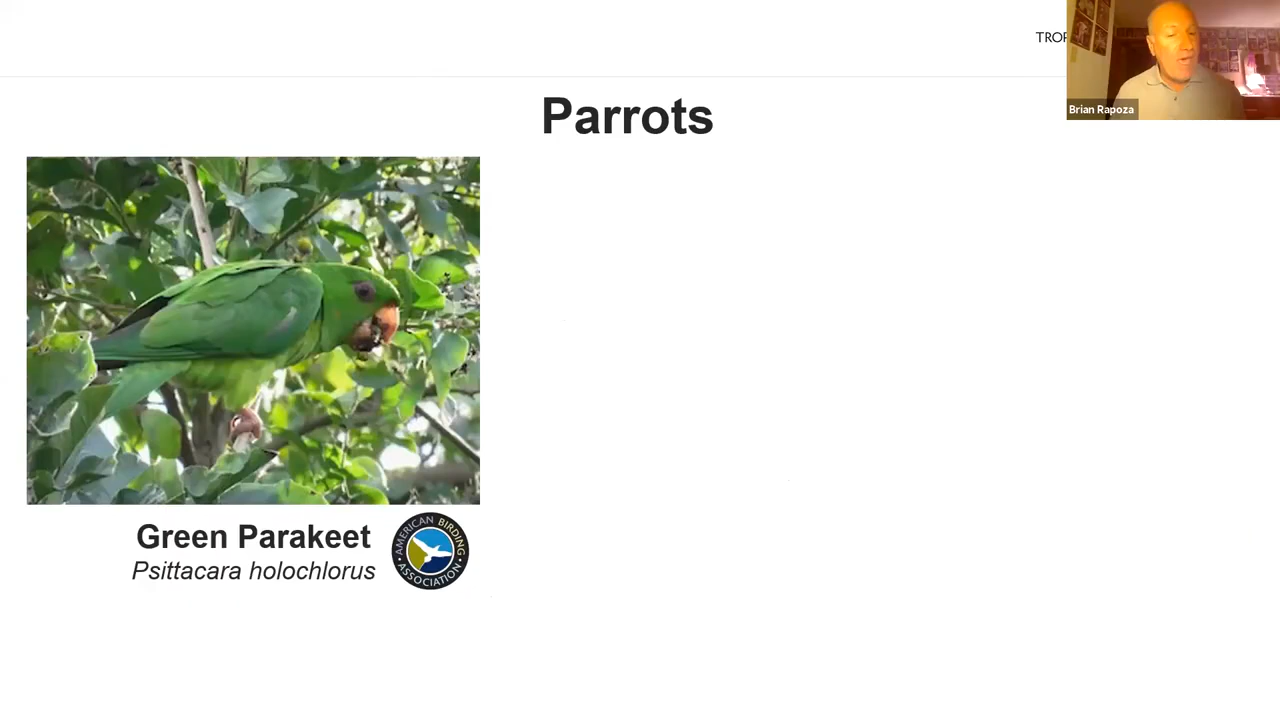 TROP
Brian Rapoza
Parrots
Green Parakeet
Psittacara holochlorus
AMERICAN BIRDING
ASSOCIATION